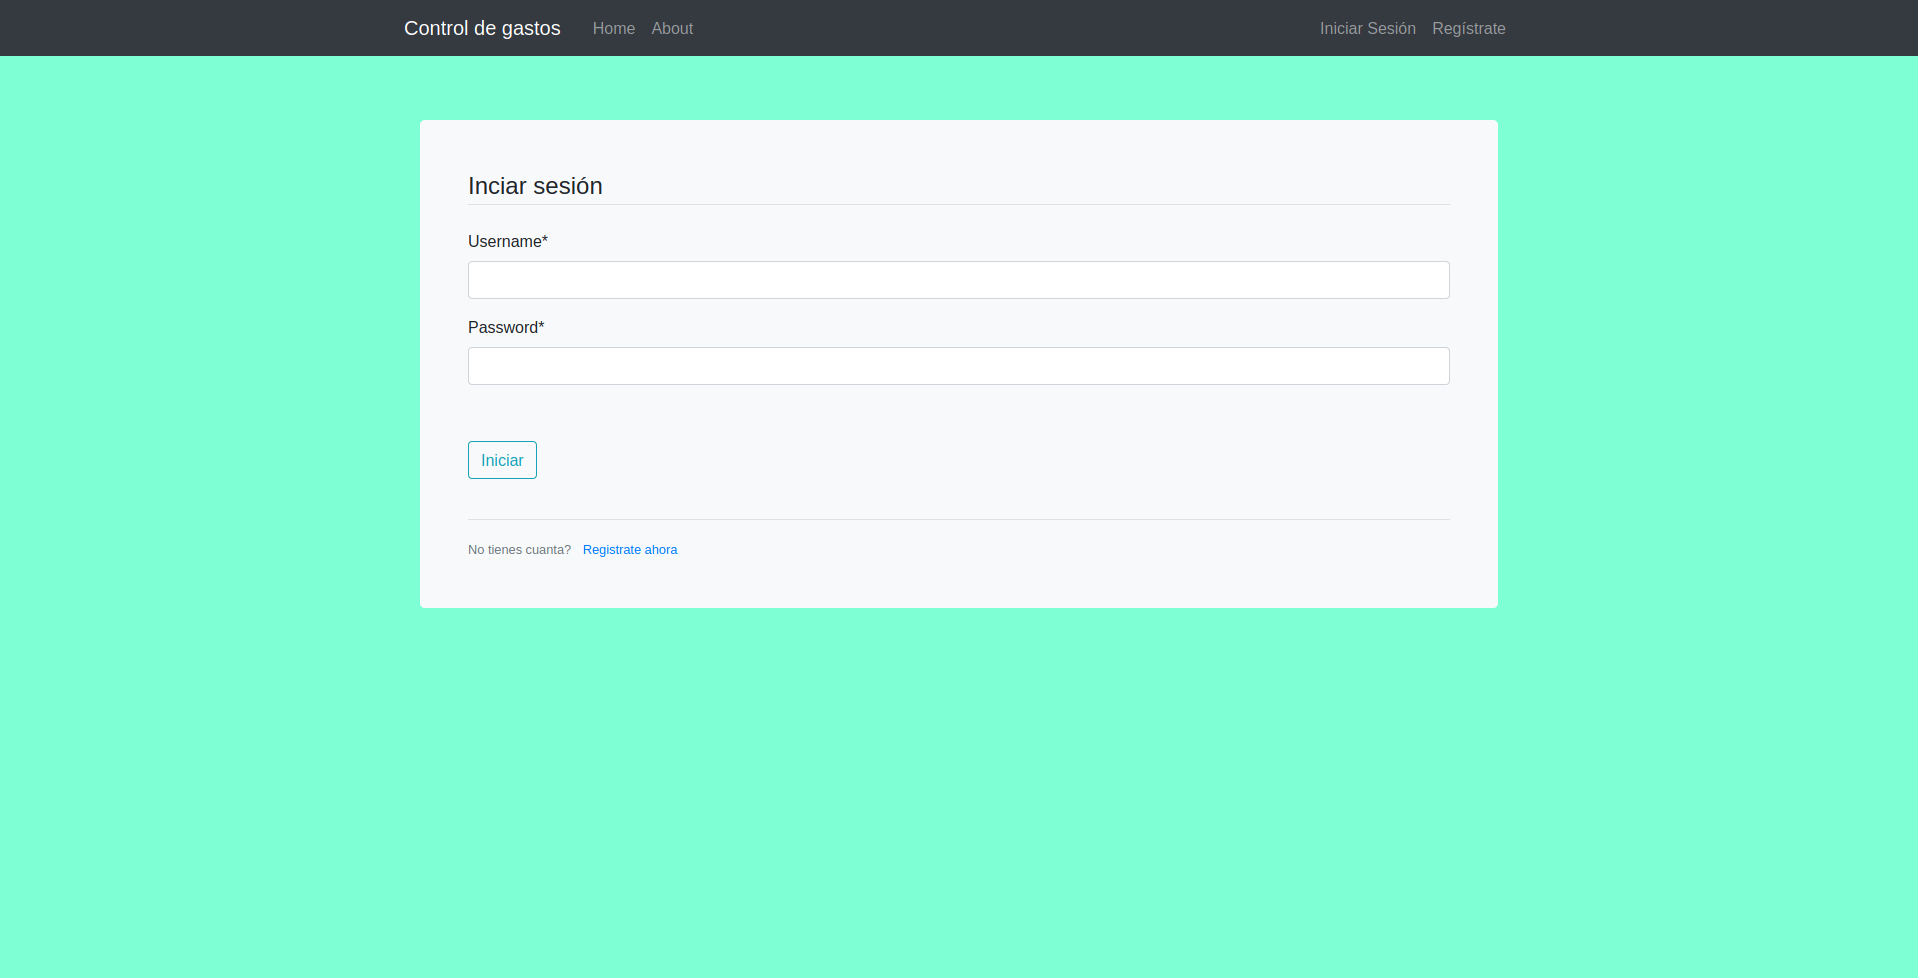 Control de gastos Home About Iniciar Sesión Regístrate
Inciar sesión
Username*
Password*
Iniciar
No tienes cuanta? Registrate ahora